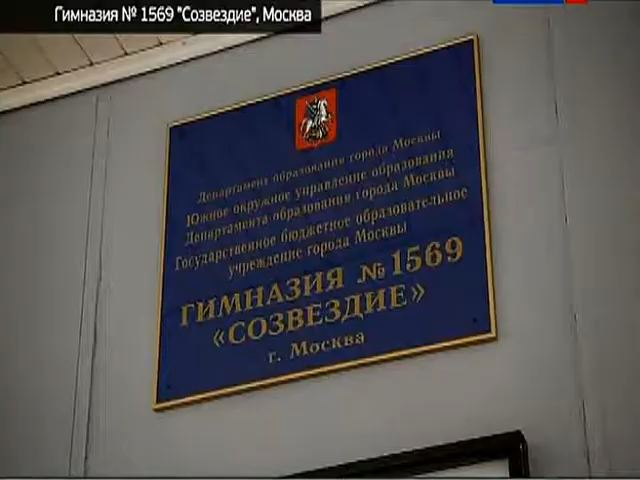 Гимназия № 1569 "Созвездие", Москва
Департамент образования города Москвы
Южное окружное управление образования
Департамента образования города Москвы
Государственное бюджетное образовательное
учреждение города Москвы
ГИМНАЗИЯ № 1569
«СОЗВЕЗДИЕ»
г. Москва